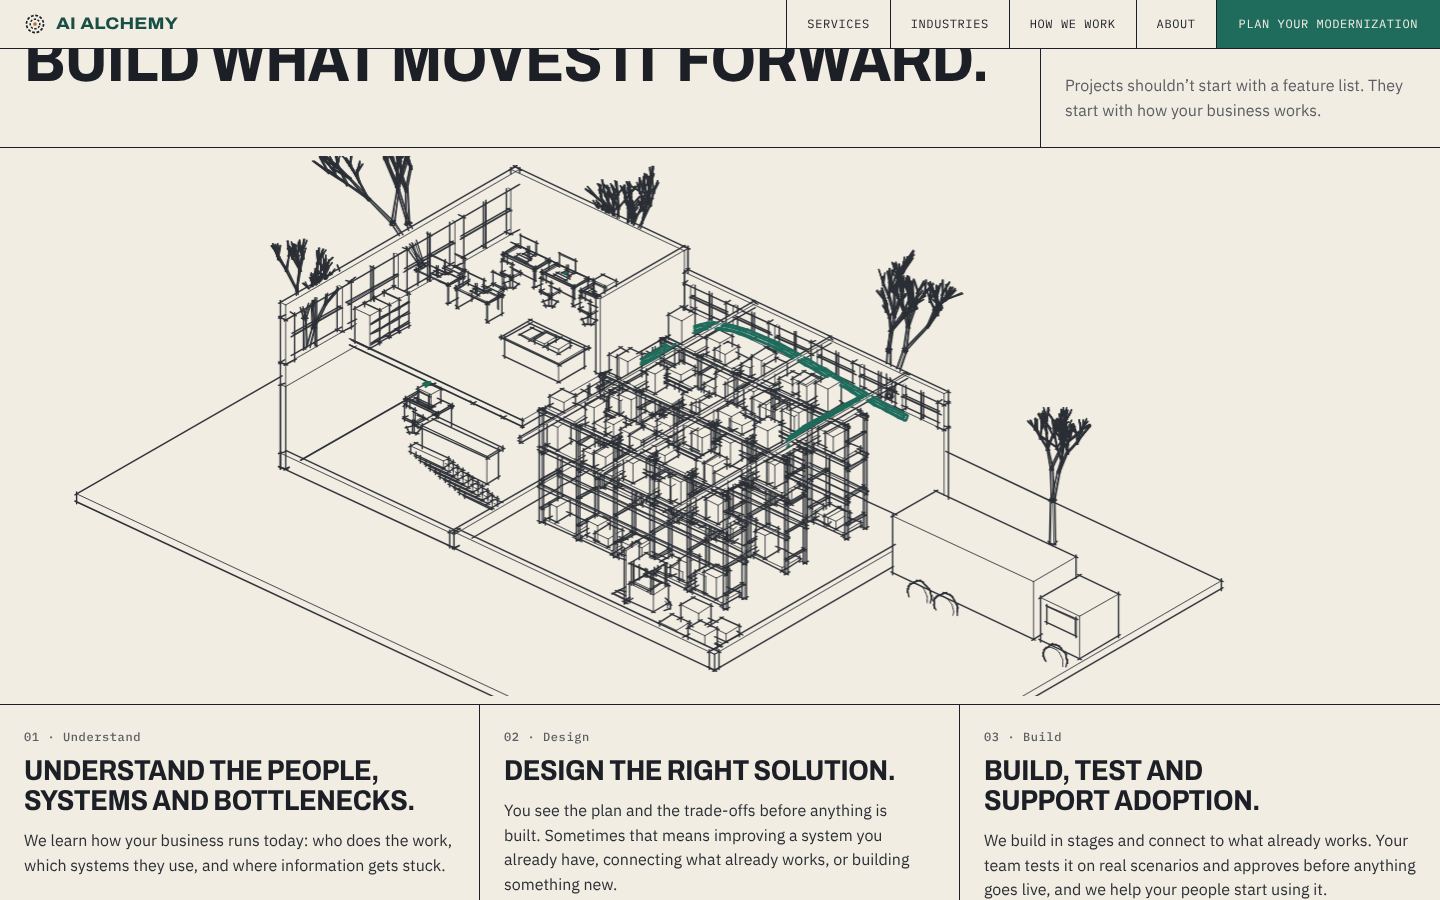 AI ALCHEMY
SERVICES
INDUSTRIES
HOW WE WORK
ABOUT
PLAN YOUR MODERNIZATION
BUILD WHAT MOVES IT FORWARD.
Projects shouldn’t start with a feature list. They
start with how your business works.
01 · Understand
UNDERSTAND THE PEOPLE,
SYSTEMS AND BOTTLENECKS.
We learn how your business runs today: who does the work,
which systems they use, and where information gets stuck.
02 · Design
DESIGN THE RIGHT SOLUTION.
You see the plan and the trade-offs before anything is
built. Sometimes that means improving a system you
already have, connecting what already works, or building
something new.
03 · Build
BUILD, TEST AND
SUPPORT ADOPTION.
We build in stages and connect to what already works. Your
team tests it on real scenarios and approves before anything
goes live, and we help your people start using it.